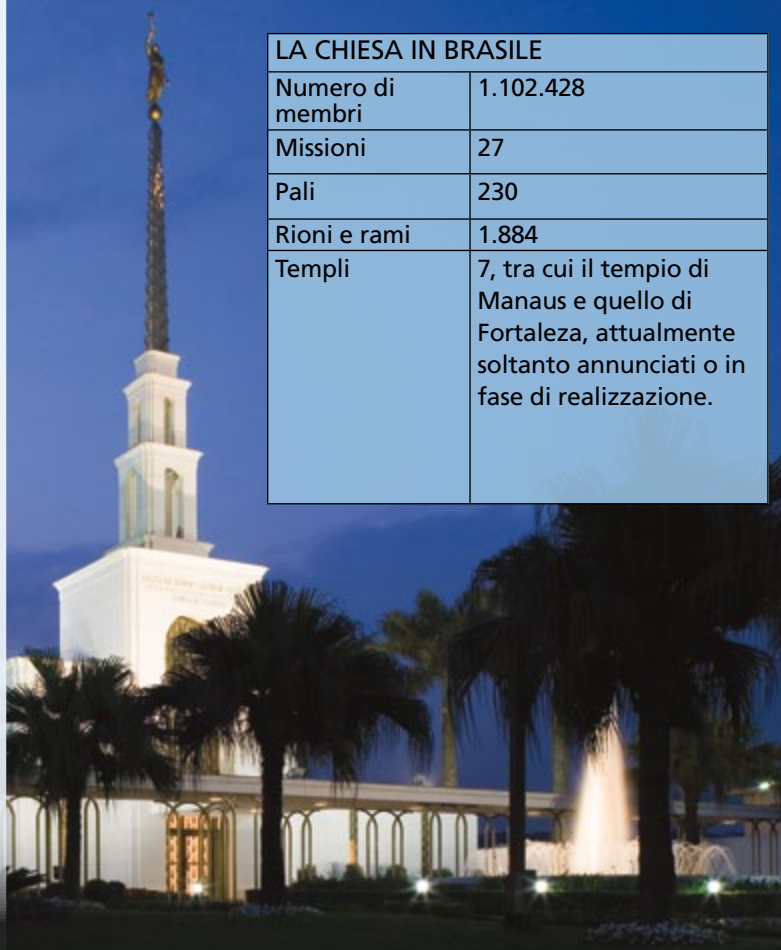 LA CHIESA IN BRASILE
Numero di membri 1.102.428
Missioni 27
Pali 230
Rioni e rami 1.884
Templi 7, tra cui il tempio di
Manaus e quello di
Fortaleza, attualmente
soltanto annunciati o in
fase di realizzazione.